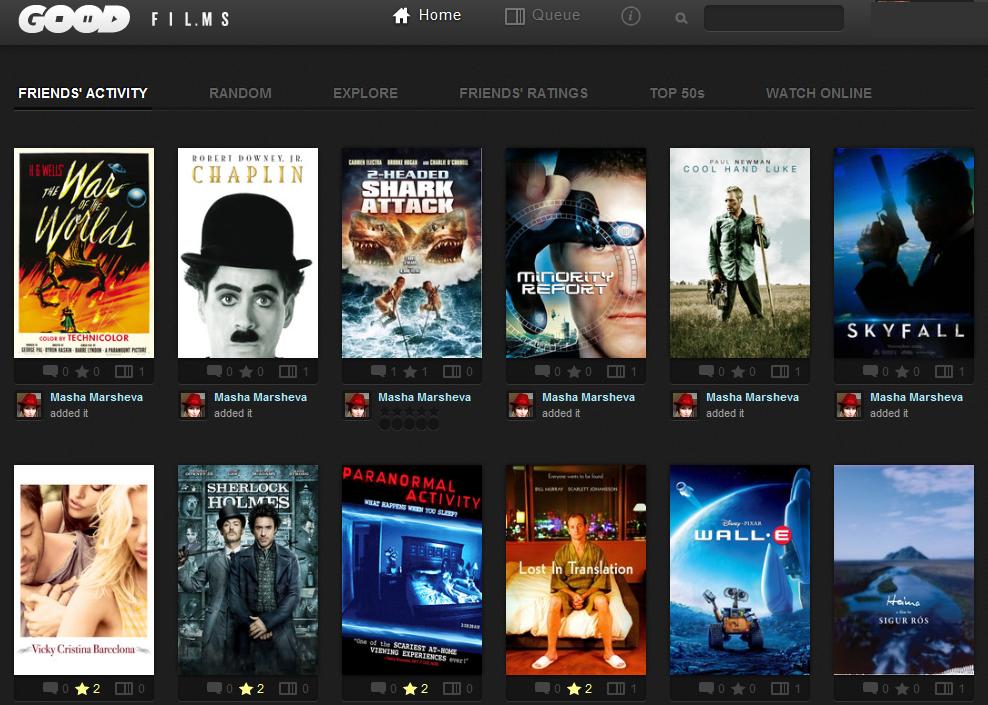 GOOD FIL.MS
Home
Queue
FRIENDS' ACTIVITY
RANDOM
EXPLORE
FRIENDS' RATINGS
TOP 50s
WATCH ONLINE
H G WELLS'
The War
OF THE
Worlds
COLOR BY TECHNICOLOR
ROBERT DOWNEY, JR.
CHAPLIN
CARMEN ELECTRA BROOKE HOGAN AND CHARLIE O'CONNELL
2-HEADED
SHARK
ATTACK
MINORITY
REPORT
PAUL NEWMAN
COOL HAND LUKE
SKYFALL
0 0 1
0 0 1
1 1 0
0 0 1
0 0 1
0 0 1
Masha Marsheva
added it
Masha Marsheva
added it
Masha Marsheva
Masha Marsheva
added it
Masha Marsheva
added it
Masha Marsheva
added it
Vicky Cristina Barcelona
SHERLOCK
HOLMES
PARANORMAL
ACTIVITY
WHAT HAPPENS WHEN YOU SLEEP?
"One of the SCARIEST AT-HOME
VIEWING EXPERIENCES ever!"
Everyone wants to be found
BILL MURRAY SCARLETT JOHANSSON
Lost In Translation
Disney · PIXAR
WALL·E
Heima
a film by
SIGUR RÓS
0 2 0
0 2 0
0 2 0
0 2 1
0 0 1
0 0 1